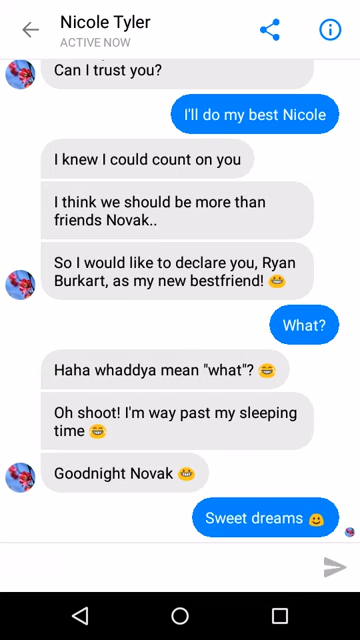 Nicole Tyler
ACTIVE NOW
Can I trust you?
I'll do my best Nicole
I knew I could count on you
I think we should be more than
friends Novak..
So I would like to declare you, Ryan
Burkart, as my new bestfriend! 😁
What?
Haha whaddya mean "what"? 😅
Oh shoot! I'm way past my sleeping
time 😂
Goodnight Novak 😁
Sweet dreams 🙂